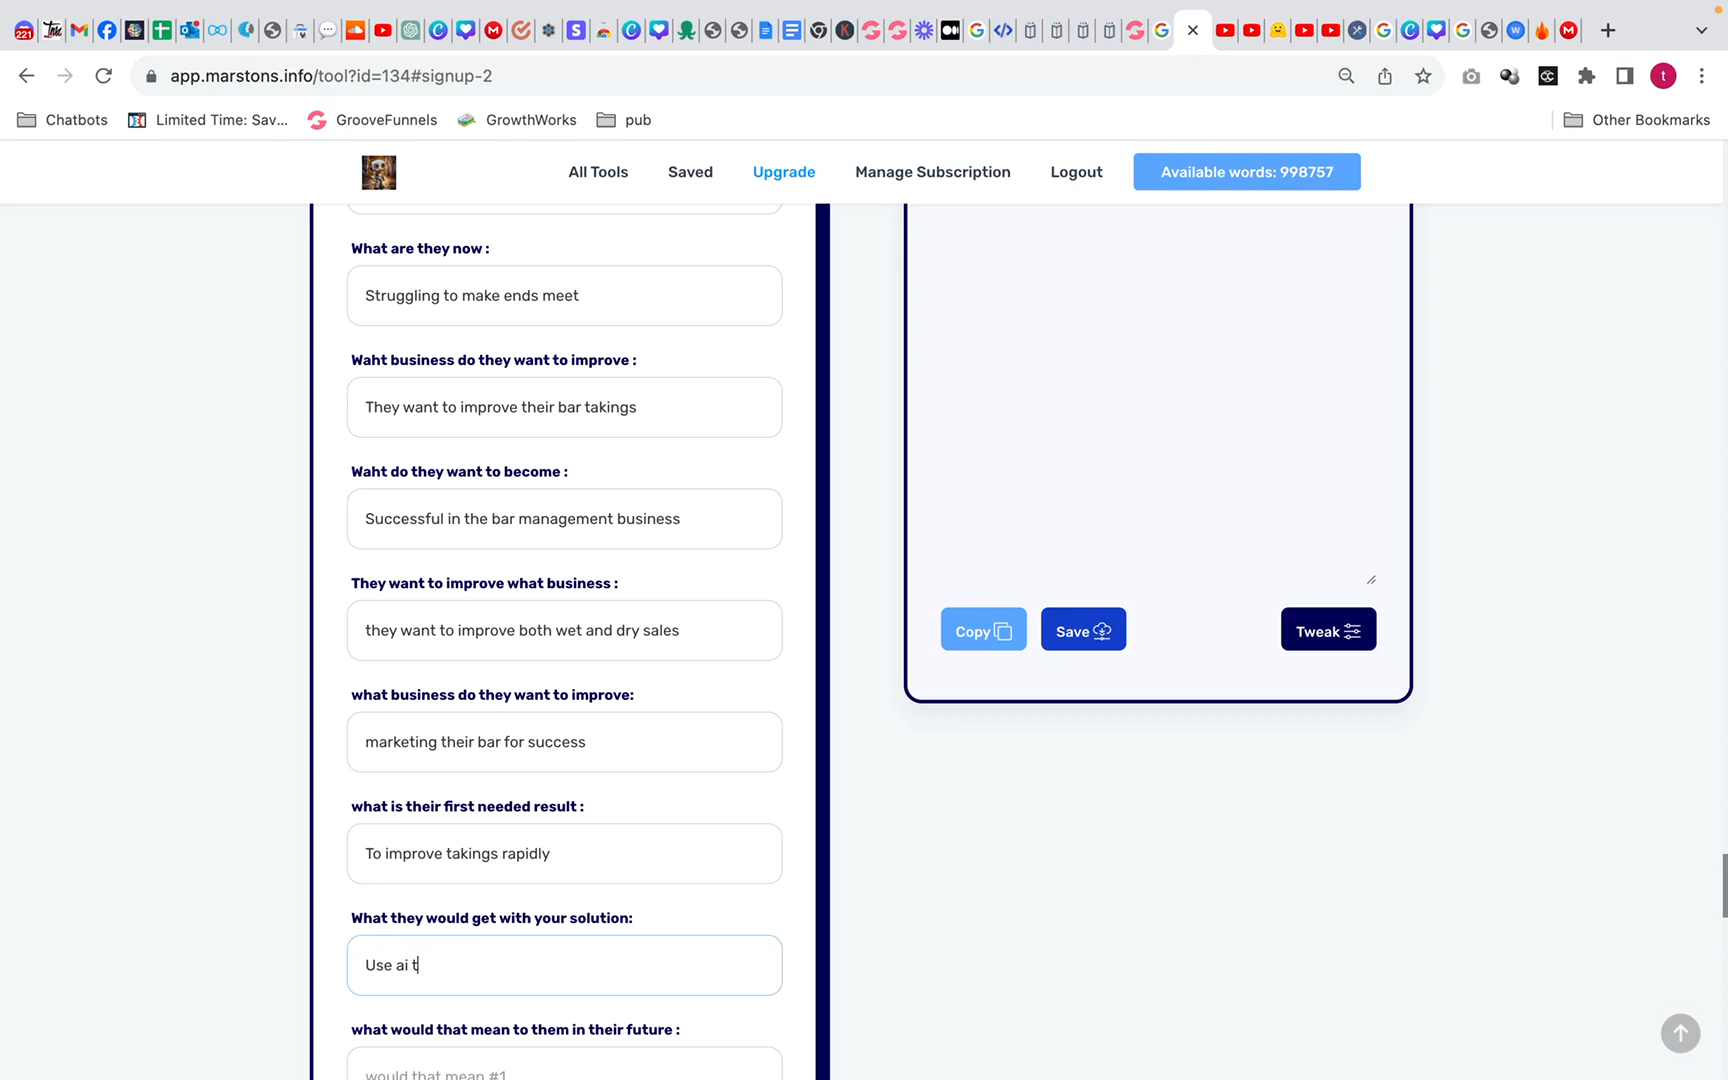 221
app.marstons.info/tool?id=134#signup-2
t
Chatbots
Limited Time: Sav...
GrooveFunnels
GrowthWorks
pub
Other Bookmarks
All Tools
Saved
Upgrade
Manage Subscription
Logout
Available words: 998757
What are they now :
Struggling to make ends meet
Waht business do they want to improve :
They want to improve their bar takings
Waht do they want to become :
Successful in the bar management business
They want to improve what business :
they want to improve both wet and dry sales
Copy
Save
Tweak
what business do they want to improve:
marketing their bar for success
what is their first needed result :
To improve takings rapidly
What they would get with your solution:
Use ai t
what would that mean to them in their future :
would that mean #1